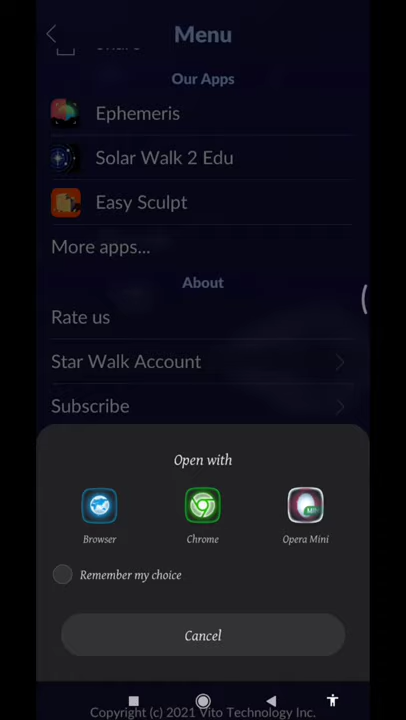 Menu
Our Apps
Ephemeris
Solar Walk 2 Edu
Easy Sculpt
More apps...
About
Rate us
Star Walk Account
Subscribe
Open with
Browser
Chrome
Opera Mini
Remember my choice
Cancel
Copyright (c) 2021 Vito Technology Inc.